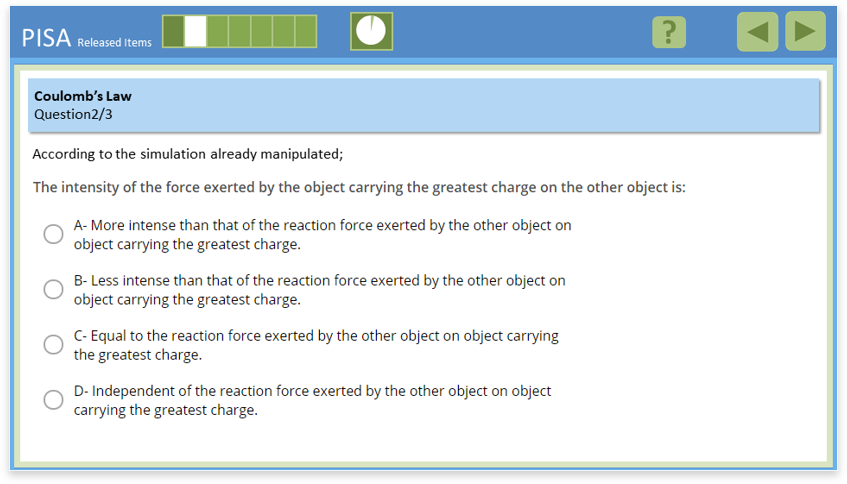 PISA Released Items
?
Coulomb's Law
Question2/3
According to the simulation already manipulated;
The intensity of the force exerted by the object carrying the greatest charge on the other object is:
A- More intense than that of the reaction force exerted by the other object on
object carrying the greatest charge.
B- Less intense than that of the reaction force exerted by the other object on
object carrying the greatest charge.
C- Equal to the reaction force exerted by the other object on object carrying
the greatest charge.
D- Independent of the reaction force exerted by the other object on object
carrying the greatest charge.